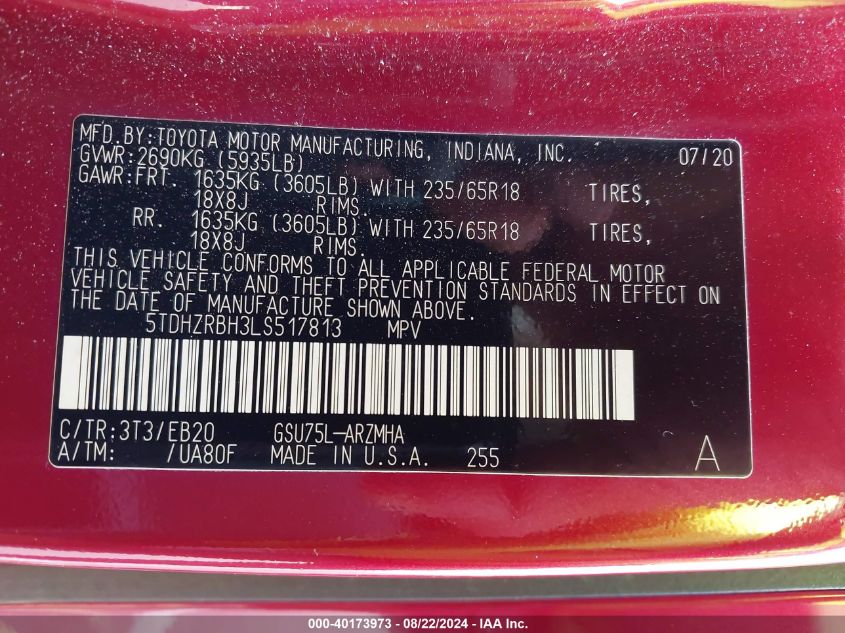 MFD.BY:TOYOTA MOTOR MANUFACTURING, INDIANA, INC. 07/20
GVWR:2690KG (5935LB)
GAWR:FRT. 1635KG (3605LB) WITH 235/65R18 TIRES,
18X8J RIMS.
RR. 1635KG (3605LB) WITH 235/65R18 TIRES,
18X8J RIMS.
THIS VEHICLE CONFORMS TO ALL APPLICABLE FEDERAL MOTOR
VEHICLE SAFETY AND THEFT PREVENTION STANDARDS IN EFFECT ON
THE DATE OF MANUFACTURE SHOWN ABOVE.
5TDHZRBH3LS517813 MPV
C/TR:3T3/EB20 GSU75L-ARZMHA
A/TM: /UA80F MADE IN U.S.A. 255 A
000-40173973 - 08/22/2024 - IAA Inc.